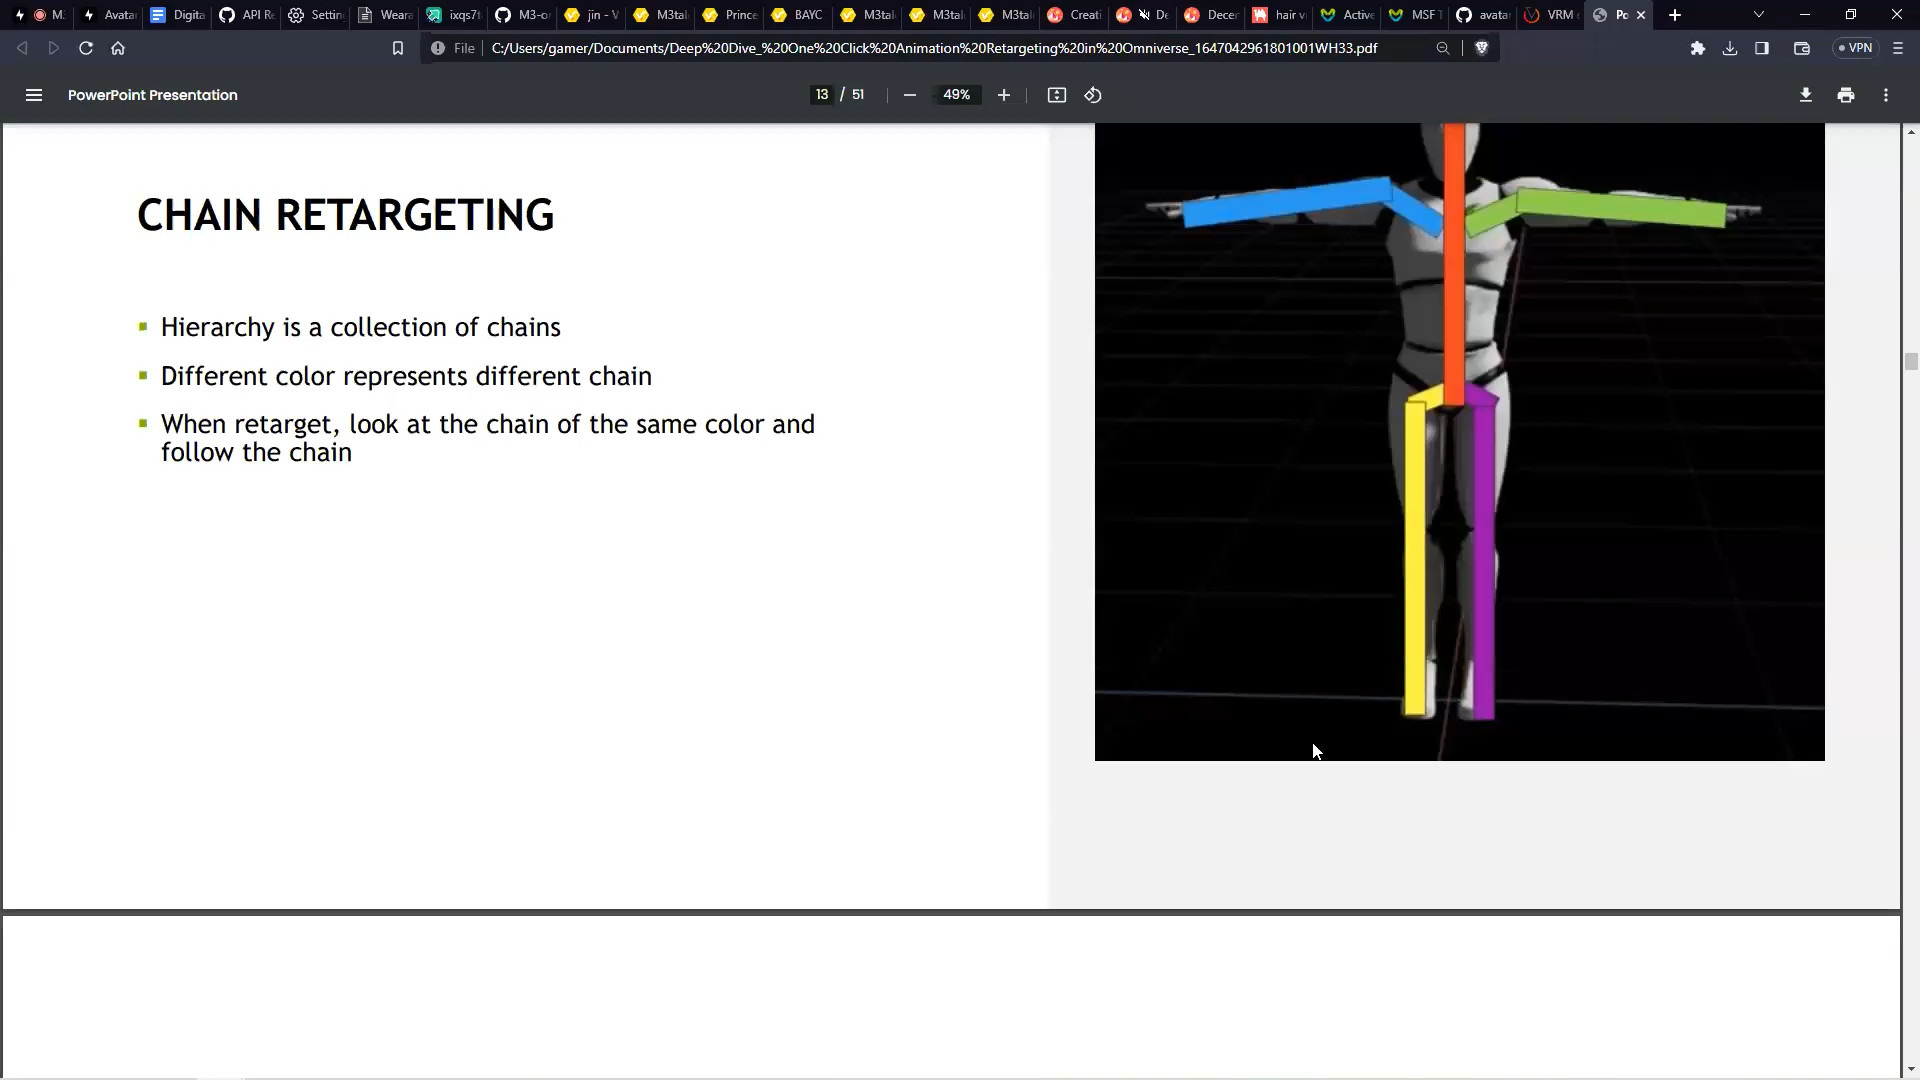 M3
Avatar
Digita
API Re
Setting
Weara
ixqs7t
M3-o
jin - V
M3tal
Prince
BAYC
M3tal
M3tal
M3tal
Creati
De
Decer
hair v
Active
MSF T
avatar
VRM
Po
File
C:/Users/gamer/Documents/Deep%20Dive_%20One%20Click%20Animation%20Retargeting%20in%20Omniverse_1647042961801001WH33.pdf
VPN
PowerPoint Presentation
13 / 51
49%
CHAIN RETARGETING
Hierarchy is a collection of chains
Different color represents different chain
When retarget, look at the chain of the same color and
follow the chain